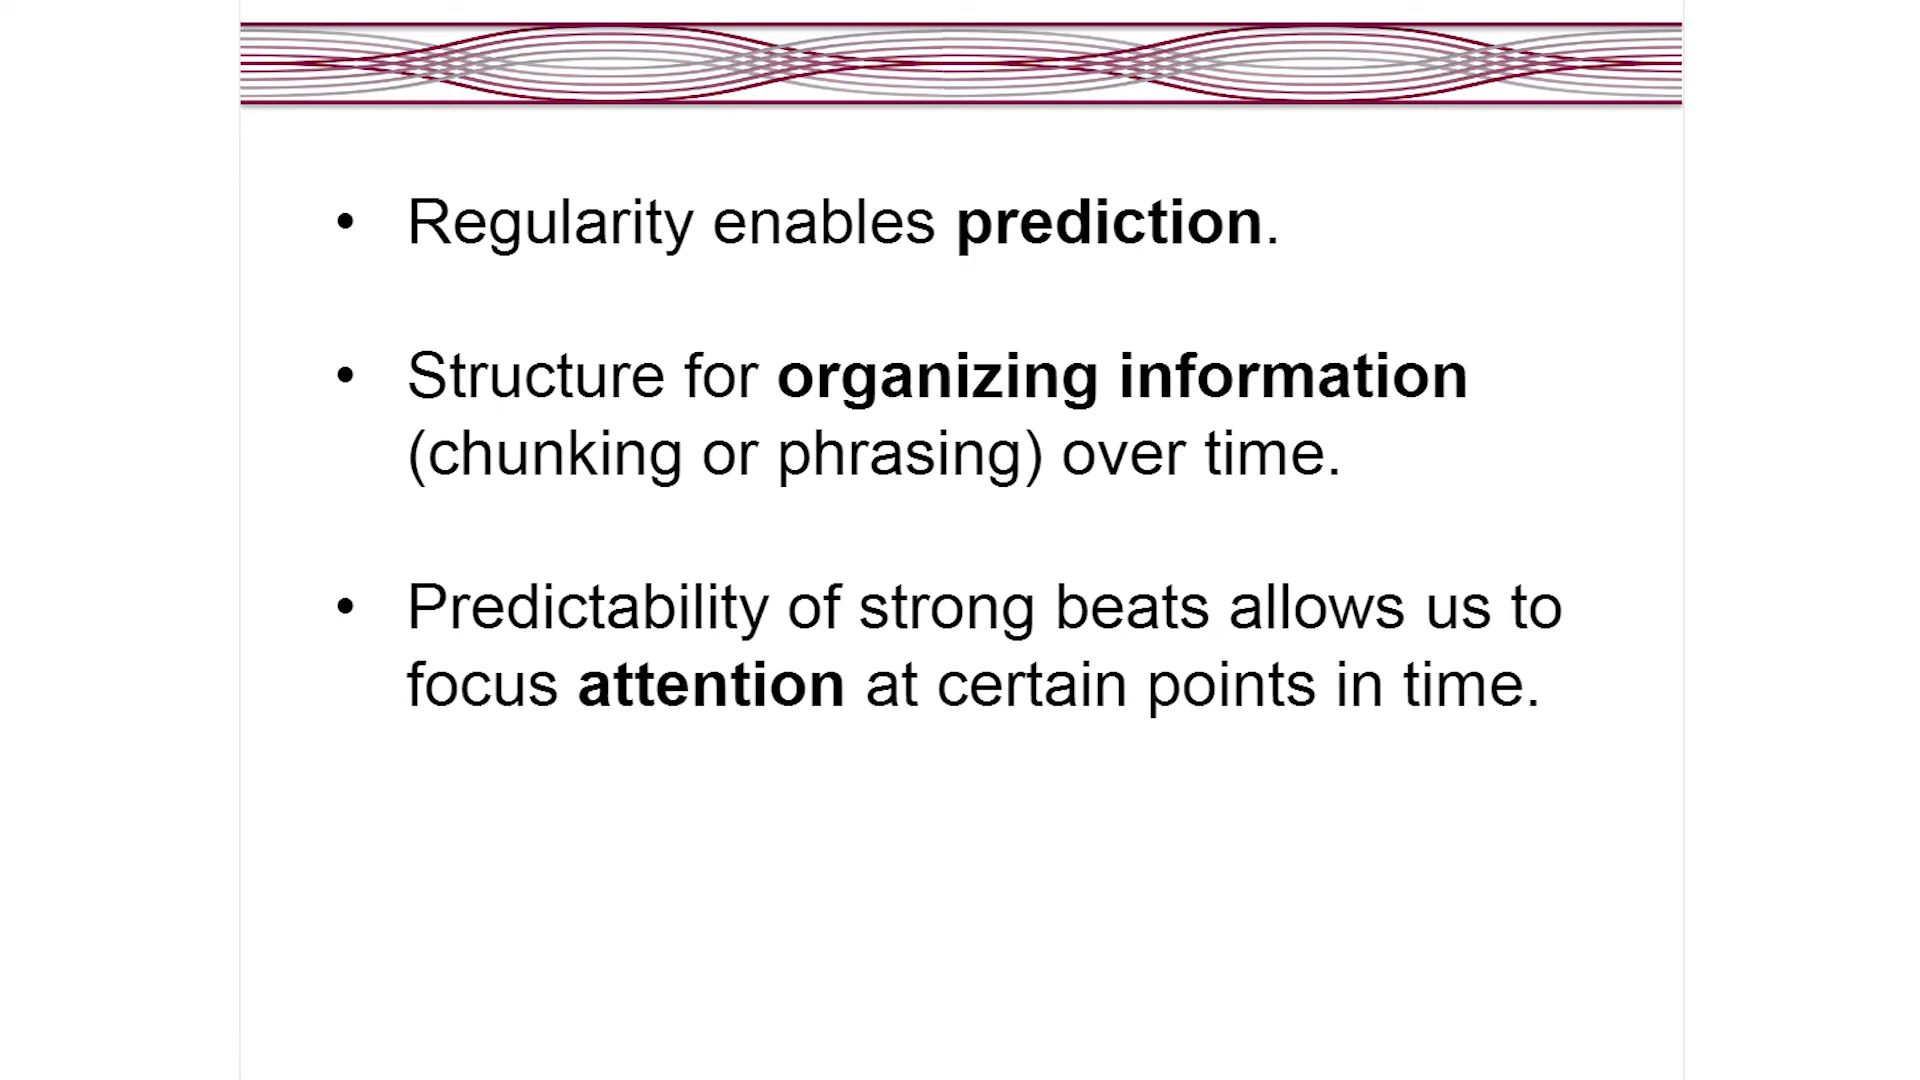 • Regularity enables prediction.
• Structure for organizing information
(chunking or phrasing) over time.
• Predictability of strong beats allows us to
focus attention at certain points in time.